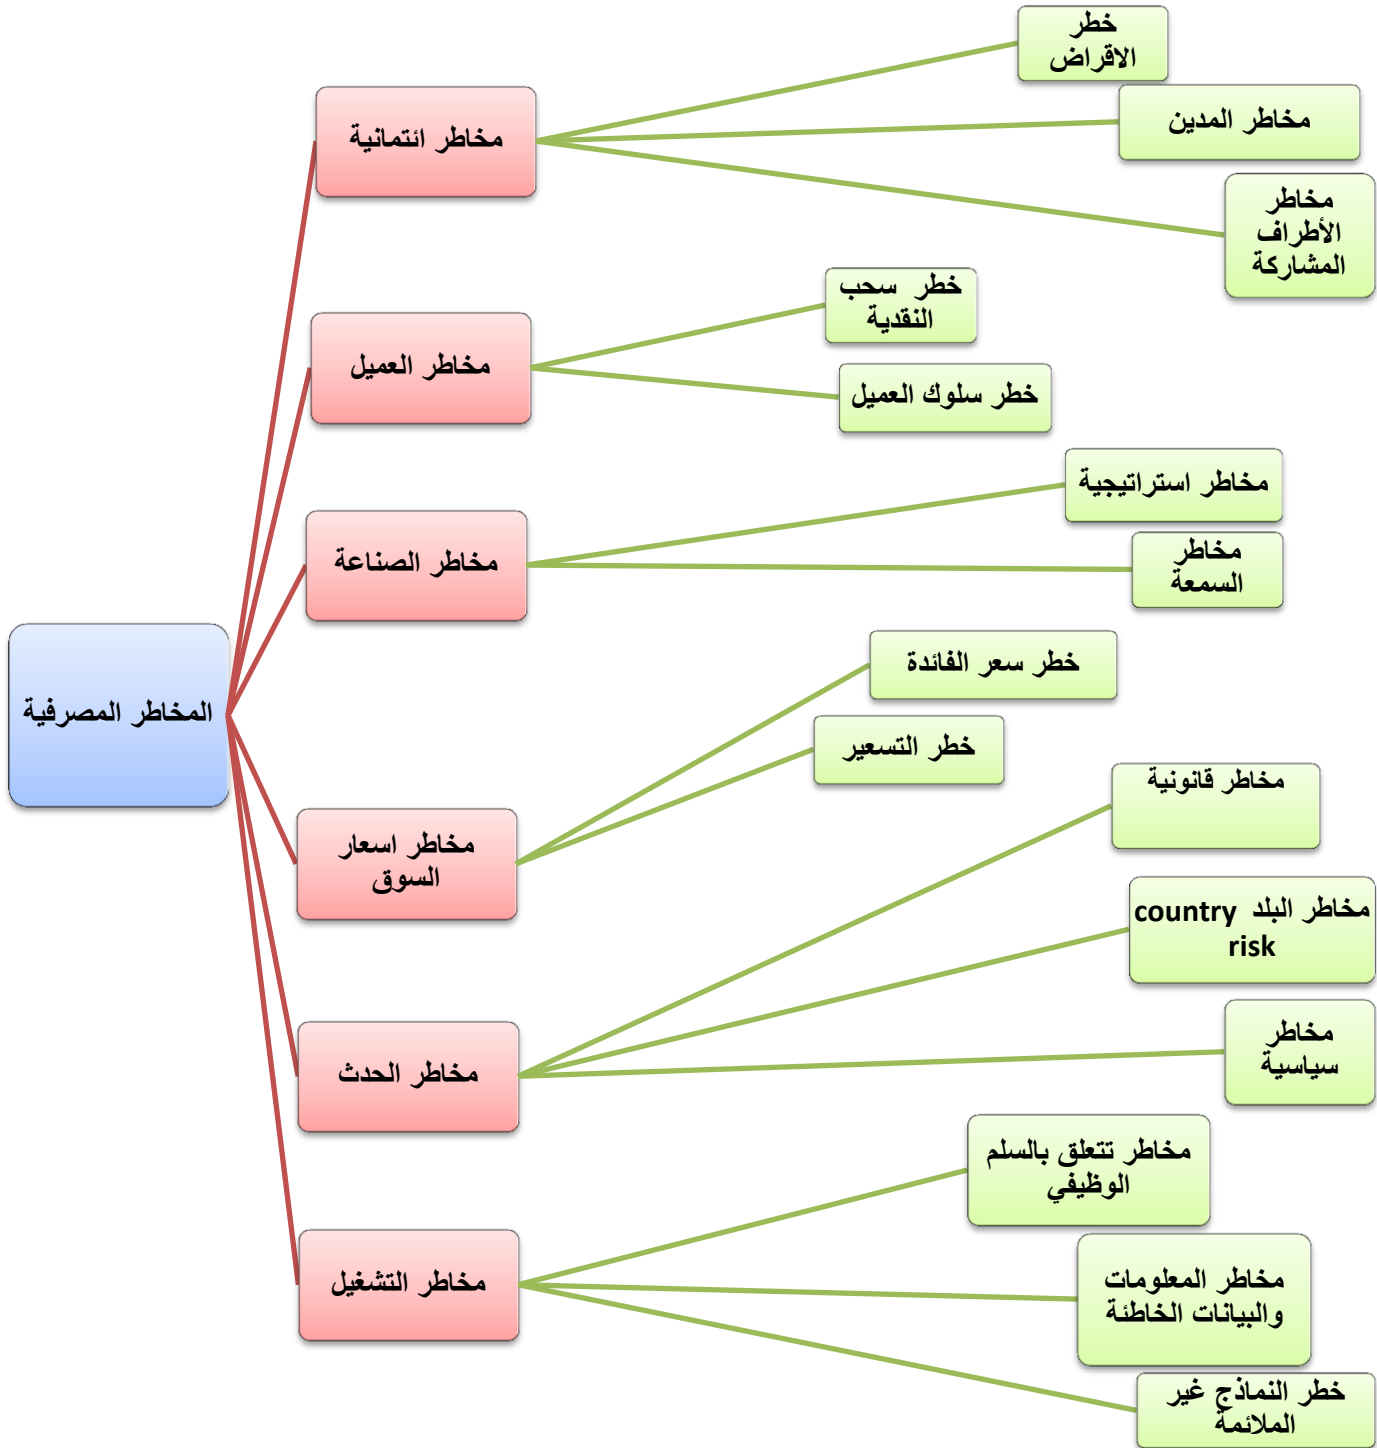 المخاطر المصرفية
مخاطر ائتمانية
خطر
الاقراض
مخاطر المدين
مخاطر
الأطراف
المشاركة
مخاطر العميل
خطر سحب
النقدية
خطر سلوك العميل
مخاطر الصناعة
مخاطر استراتيجية
مخاطر
السمعة
مخاطر اسعار
السوق
خطر سعر الفائدة
خطر التسعير
مخاطر الحدث
مخاطر قانونية
مخاطر البلد country
risk
مخاطر
سياسية
مخاطر التشغيل
مخاطر تتعلق بالسلم
الوظيفي
مخاطر المعلومات
والبيانات الخاطئة
خطر النماذج غير
الملائمة